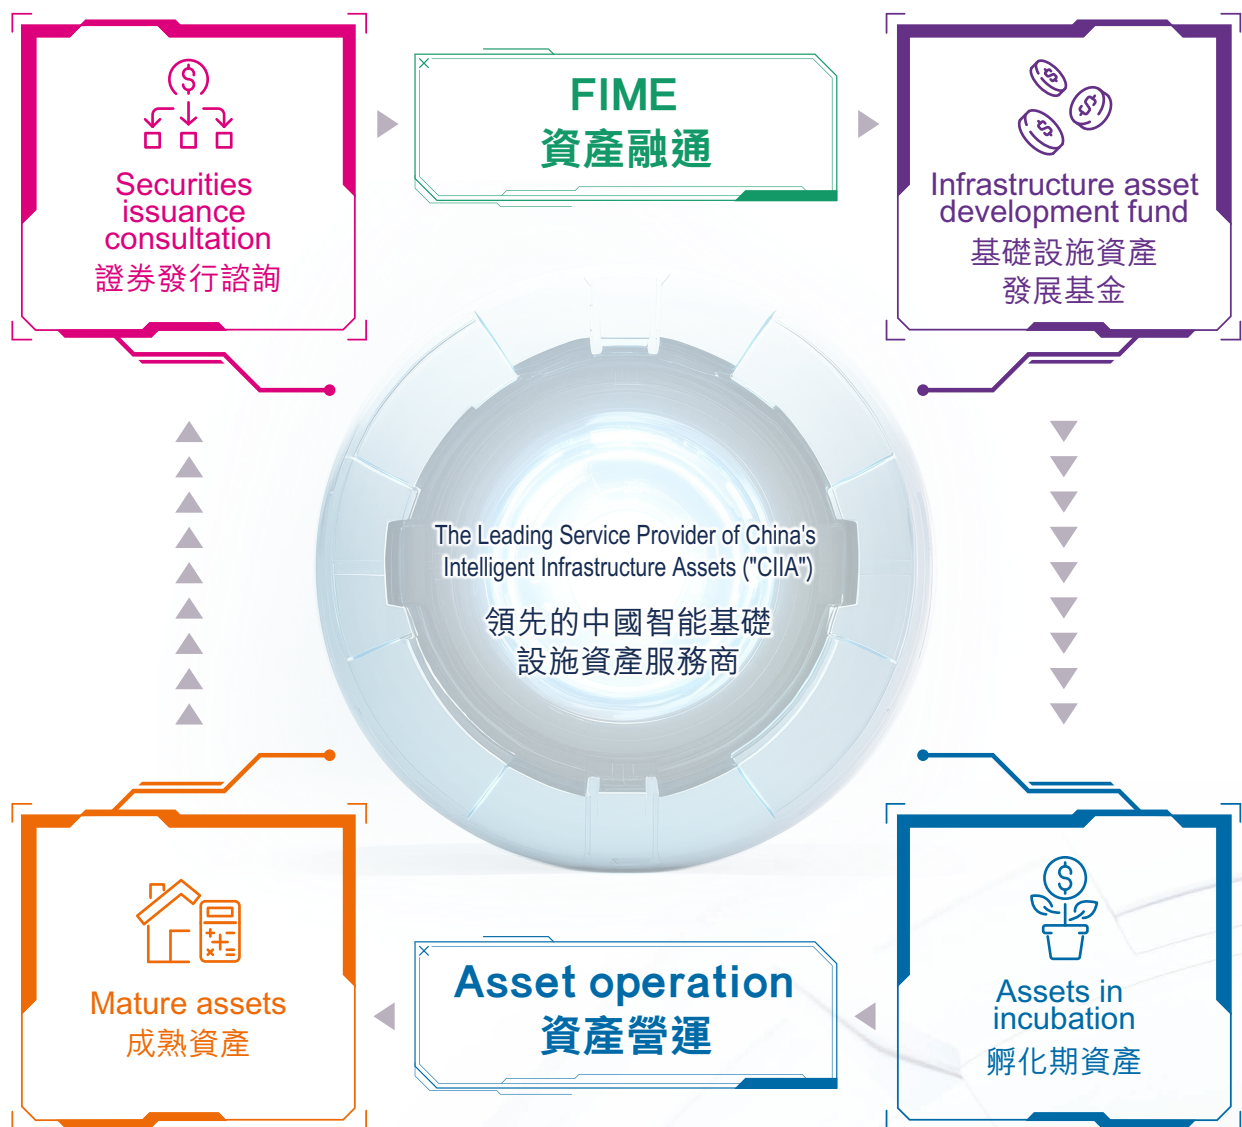 Securities
issuance
consultation
證券發行諮詢
FIME
資產融通
Infrastructure asset
development fund
基礎設施資產
發展基金
The Leading Service Provider of China's
Intelligent Infrastructure Assets ("CIIA")
領先的中國智能基礎
設施資產服務商
Mature assets
成熟資產
Asset operation
資產營運
Assets in
incubation
孵化期資產